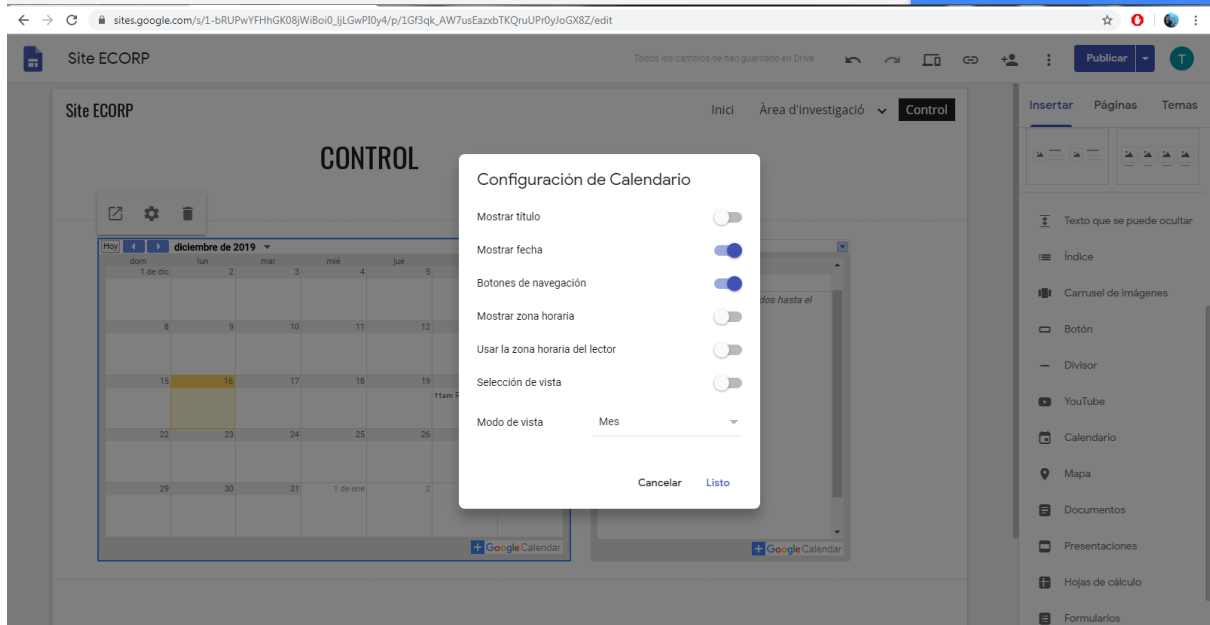 sites.google.com/s/1-bRUPwYFHhGK08jWiBoi0_ljLGwPI0y4/p/1Gf3qk_AW7usEazxbTKQruUPr0yJoGX8Z/edit
Site ECORP
Todos los cambios se han guardado en Drive
Publicar
T
Site ECORP
Inici
Àrea d'investigació
Control
Insertar
Páginas
Temas
CONTROL
Configuración de Calendario
Mostrar título
Mostrar fecha
Botones de navegación
Mostrar zona horaria
Usar la zona horaria del lector
Selección de vista
Modo de vista
Mes
Cancelar
Listo
Hoy
diciembre de 2019
dom lun mar mié jue
1 de dic 2 3 4 5
8 9 10 11 12
15 16 17 18 19
11am
22 23 24 25 26
29 30 31 1 de ene 2
Google Calendar
dos hasta el
Google Calendar
Texto que se puede ocultar
Índice
Carrusel de imágenes
Botón
Divisor
YouTube
Calendario
Mapa
Documentos
Presentaciones
Hojas de cálculo
Formularios